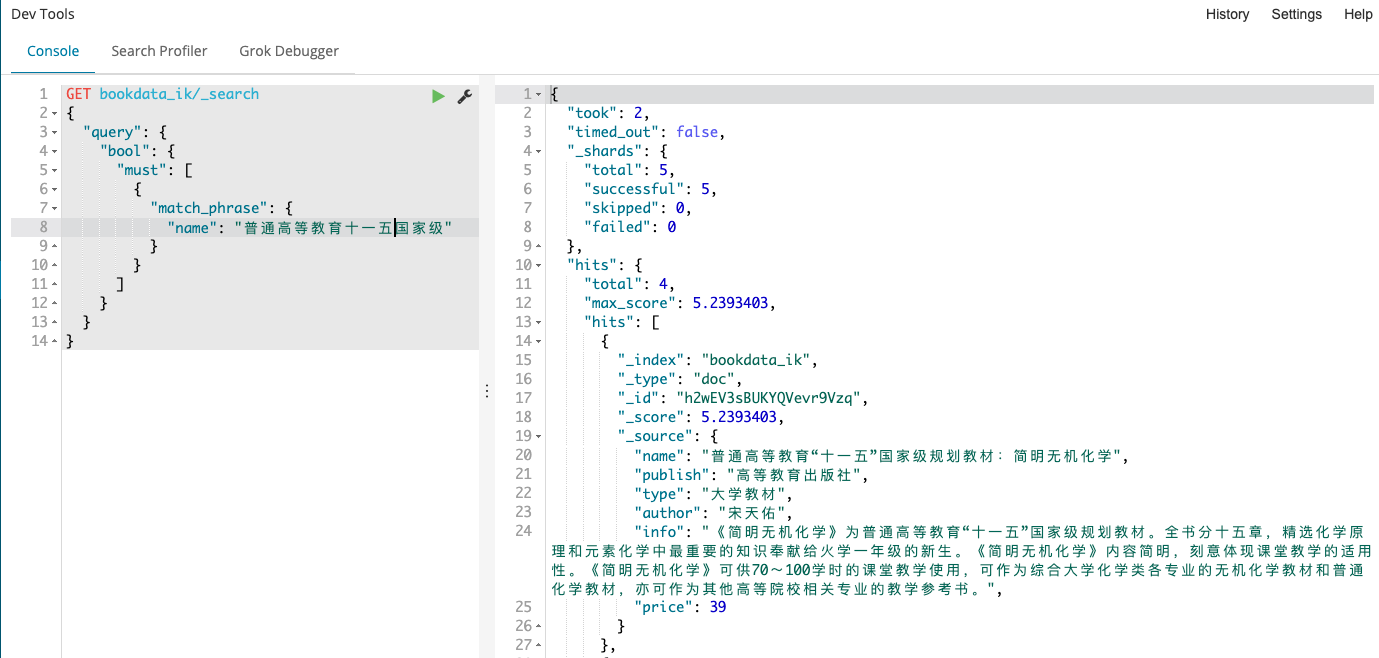 Dev Tools
History Settings Help
Console Search Profiler Grok Debugger
1 GET bookdata_ik/_search
2 {
3 "query": {
4 "bool": {
5 "must": [
6 {
7 "match_phrase": {
8 "name": "普通高等教育十一五国家级"
9 }
10 }
11 ]
12 }
13 }
14 }
1 {
2 "took": 2,
3 "timed_out": false,
4 "_shards": {
5 "total": 5,
6 "successful": 5,
7 "skipped": 0,
8 "failed": 0
9 },
10 "hits": {
11 "total": 4,
12 "max_score": 5.2393403,
13 "hits": [
14 {
15 "_index": "bookdata_ik",
16 "_type": "doc",
17 "_id": "h2wEV3sBUKYQVevr9Vzq",
18 "_score": 5.2393403,
19 "_source": {
20 "name": "普通高等教育“十一五”国家级规划教材：简明无机化学",
21 "publish": "高等教育出版社",
22 "type": "大学教材",
23 "author": "宋天佑",
24 "info": "《简明无机化学》为普通高等教育“十一五”国家级规划教材。全书分十五章，精选化学原
理和元素化学中最重要的知识奉献给火学一年级的新生。《简明无机化学》内容简明，刻意体现课堂教学的适用
性。《简明无机化学》可供70～100学时的课堂教学使用，可作为综合大学化学类各专业的无机化学教材和普通
化学教材，亦可作为其他高等院校相关专业的教学参考书。",
25 "price": 39
26 }
27 },